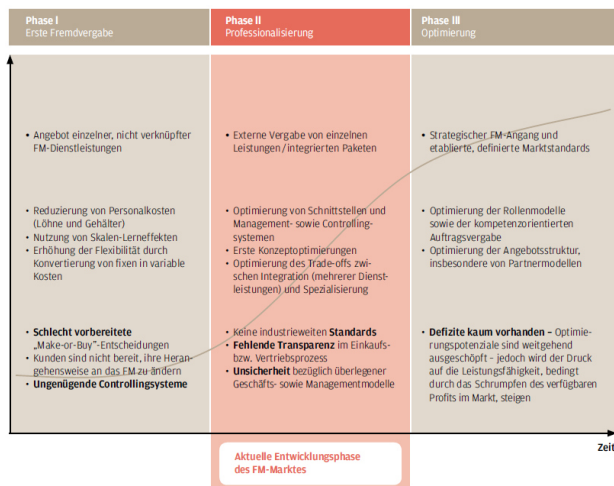 Phase I
Erste Fremdvergabe
Phase II
Professionalisierung
Phase III
Optimierung
• Angebot einzelner, nicht verknüpfter
FM-Dienstleistungen
• Externe Vergabe von einzelnen
Leistungen/integrierten Paketen
• Strategischer FM-Angang und
etablierte, definierte Marktstandards
• Reduzierung von Personalkosten
(Löhne und Gehälter)
• Nutzung von Skalen-Lerneffekten
• Erhöhung der Flexibilität durch
Konvertierung von fixen in variable
Kosten
• Optimierung von Schnittstellen und
Management- sowie Controlling-
systemen
• Erste Konzeptoptimierungen
• Optimierung des Trade-offs zwi-
schen Integration (mehrerer Dienst-
leistungen) und Spezialisierung
• Optimierung der Rollenmodelle
sowie der kompetenzorientierten
Auftragsvergabe
• Optimierung der Angebotsstruktur,
insbesondere von Partnermodellen
• Schlecht vorbereitete
„Make-or-Buy"-Entscheidungen
• Kunden sind nicht bereit, ihre Heran-
gehensweise an das FM zu ändern
• Ungenügende Controllingsysteme
• Keine industrieweiten Standards
• Fehlende Transparenz im Einkaufs-
bzw. Vertriebsprozess
• Unsicherheit bezüglich überlegener
Geschäfts- sowie Managementmodelle
• Defizite kaum vorhanden – Optimie-
rungspotenziale sind weitgehend
ausgeschöpft – jedoch wird der Druck
auf die Leistungsfähigkeit, bedingt
durch das Schrumpfen des verfügbaren
Profits im Markt, steigen
Zeit
Aktuelle Entwicklungsphase
des FM-Marktes